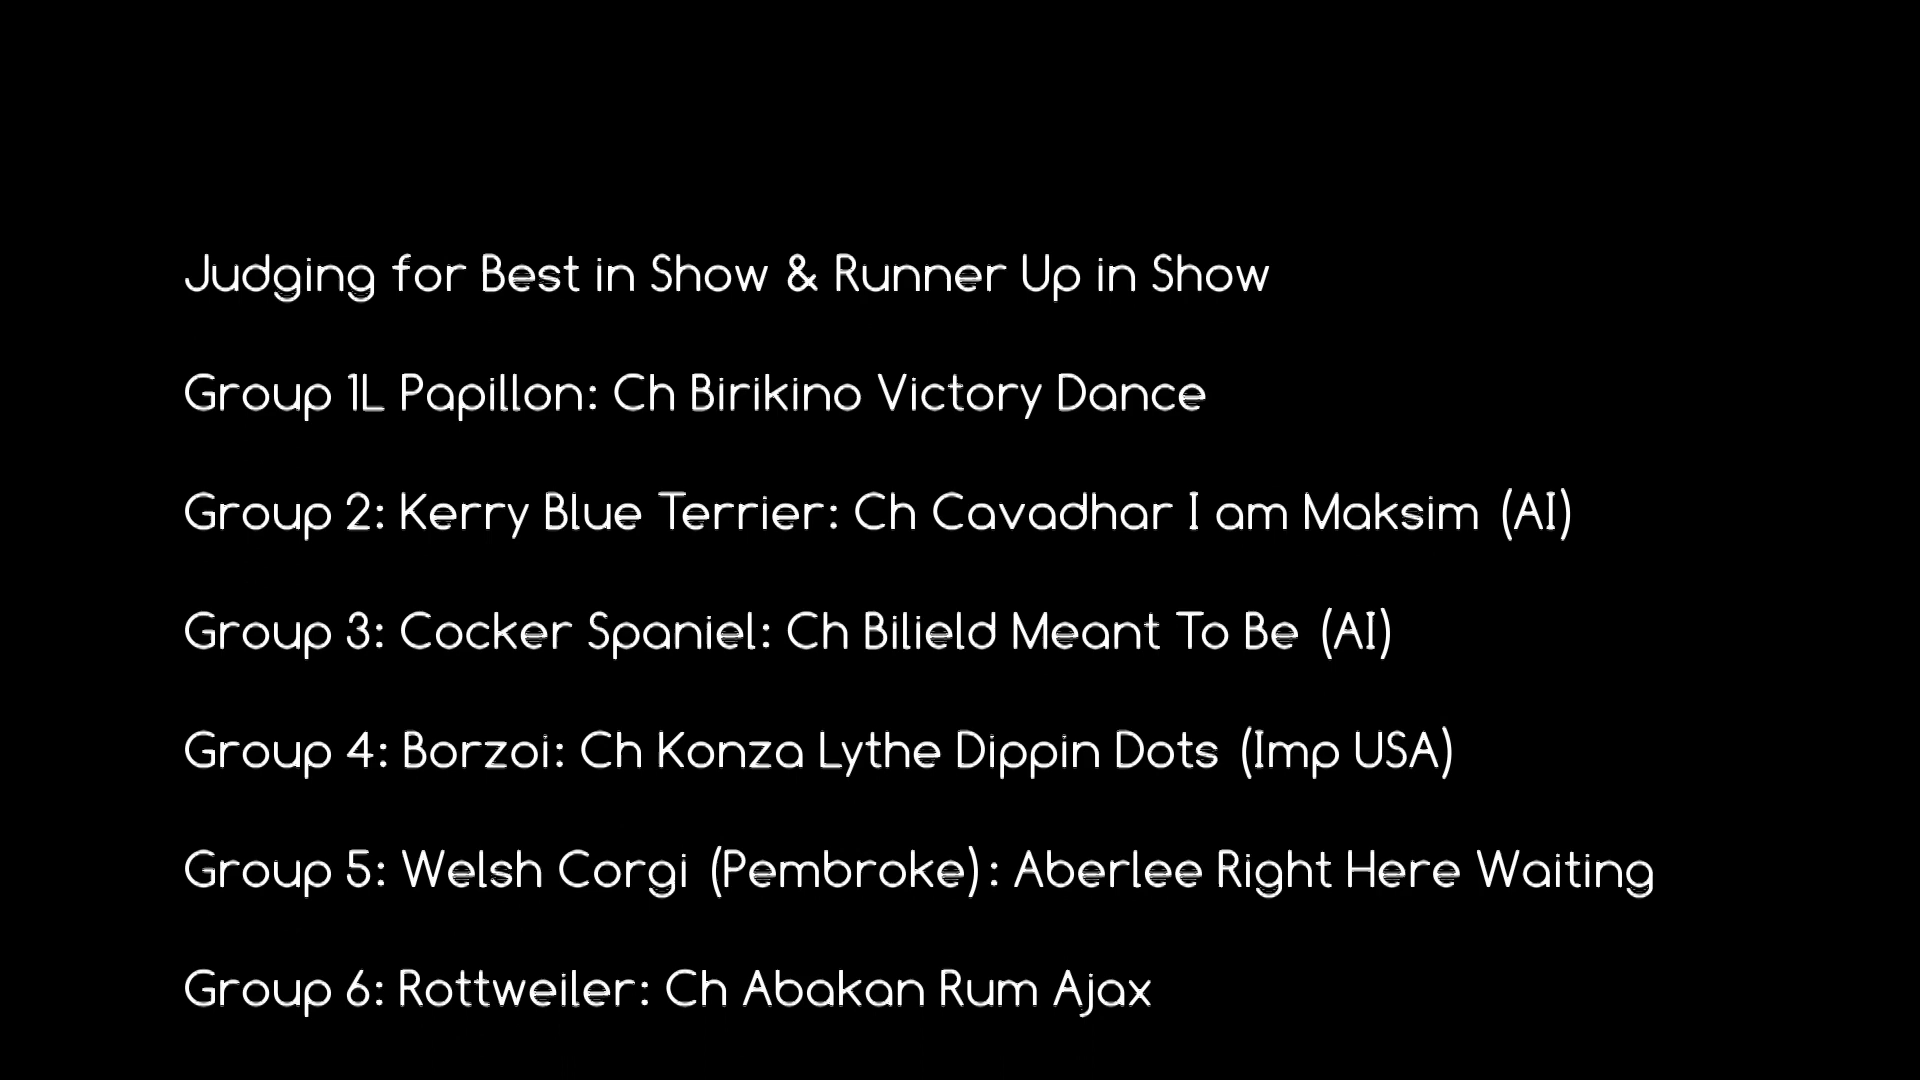 Judging for Best in Show & Runner Up in Show
Group 1L Papillon: Ch Birikino Victory Dance
Group 2: Kerry Blue Terrier: Ch Cavadhar I am Maksim (AI)
Group 3: Cocker Spaniel: Ch Bilield Meant To Be (AI)
Group 4: Borzoi: Ch Konza Lythe Dippin Dots (Imp USA)
Group 5: Welsh Corgi (Pembroke): Aberlee Right Here Waiting
Group 6: Rottweiler: Ch Abakan Rum Ajax